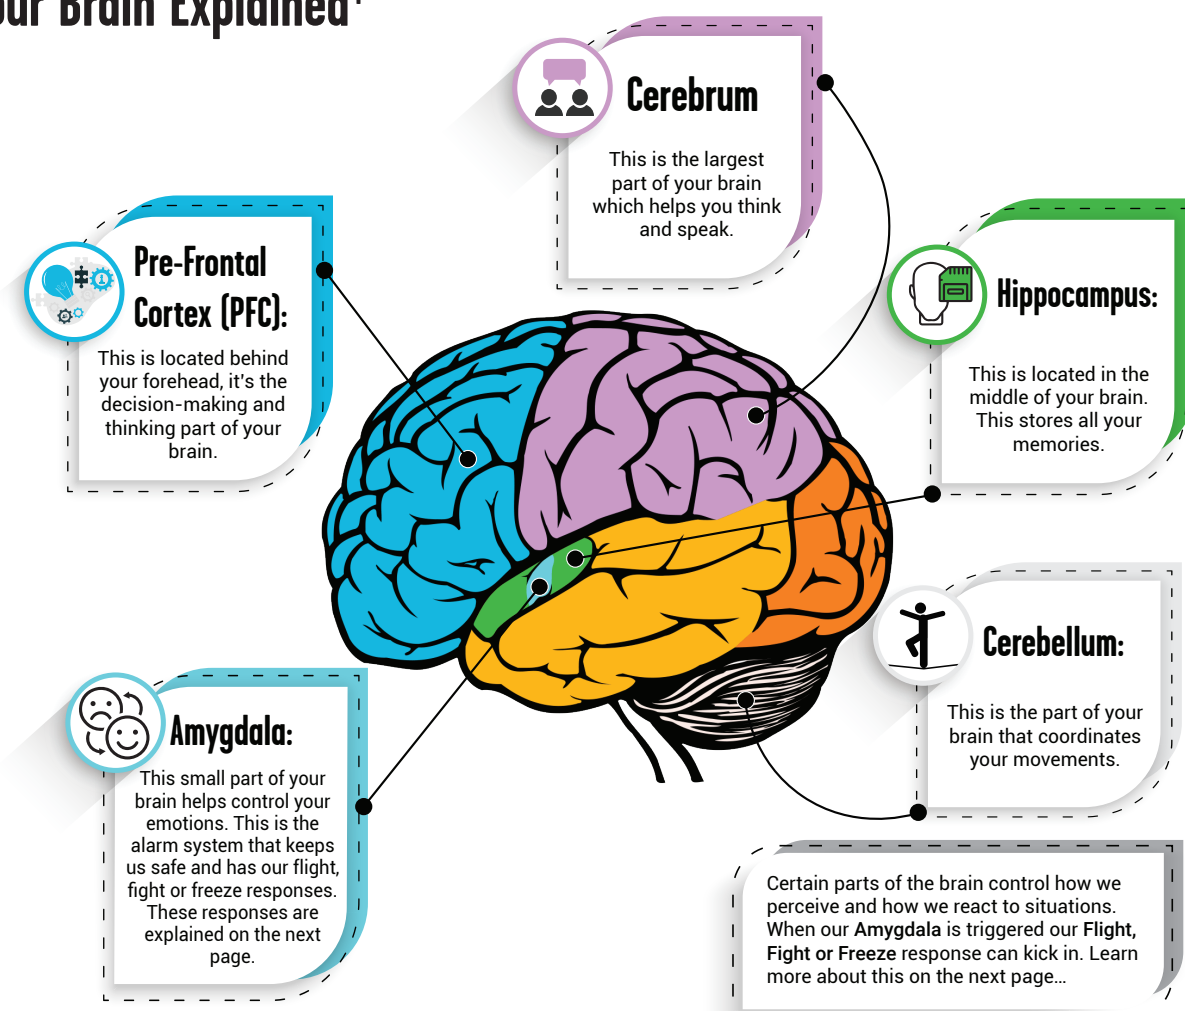 Brain Explained
Cerebrum
This is the largest
part of your brain
which helps you think
and speak.
Pre-Frontal
Cortex (PFC):
This is located behind
your forehead, it's the
decision-making and
thinking part of your
brain.
Hippocampus:
This is located in the
middle of your brain.
This stores all your
memories.
Cerebellum:
This is the part of your
brain that coordinates
your movements.
Amygdala:
This small part of your
brain helps control your
emotions. This is the
alarm system that keeps
us safe and has our flight,
fight or freeze responses.
These responses are
explained on the next
page.
Certain parts of the brain control how we
perceive and how we react to situations.
When our Amygdala is triggered our Flight,
Fight or Freeze response can kick in. Learn
more about this on the next page...